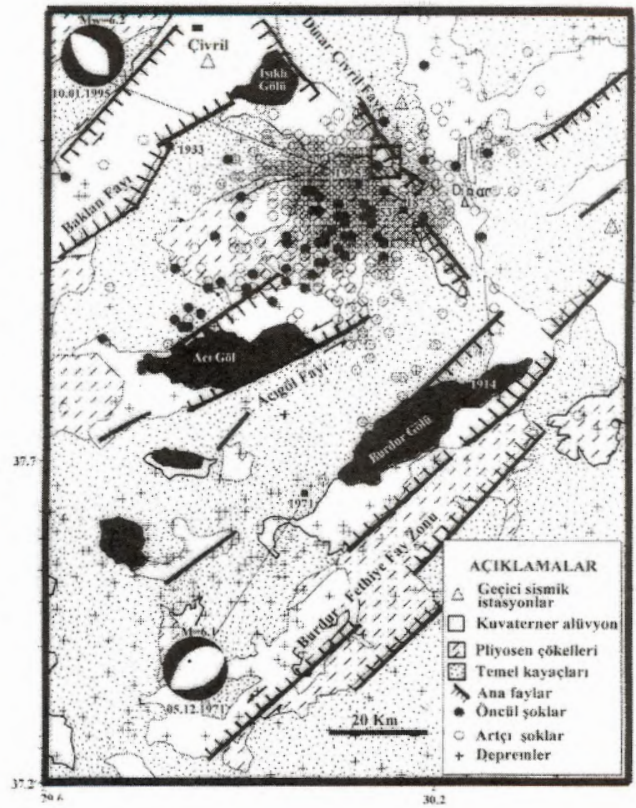 Mw=6.2
Çivril
Işıklı
Gölü
Dinar Çivril Fayı
10.01.1995
1933
Baklan Fayı
Dinar
Acı Göl
Acıgöl Fayı
1914
Burdur Gölü
37.7
1971
Burdur - Fethiye Fay Zonu
M=6.1
05.12.1971
20 Km
AÇIKLAMALAR
Geçici sismik
istasyonlar
Kuvaterner alüvyon
Pliyosen çökelleri
Temel kayaçları
Ana faylar
Öncül şoklar
Artçı şoklar
Depremler
37.2
29.6
30.2